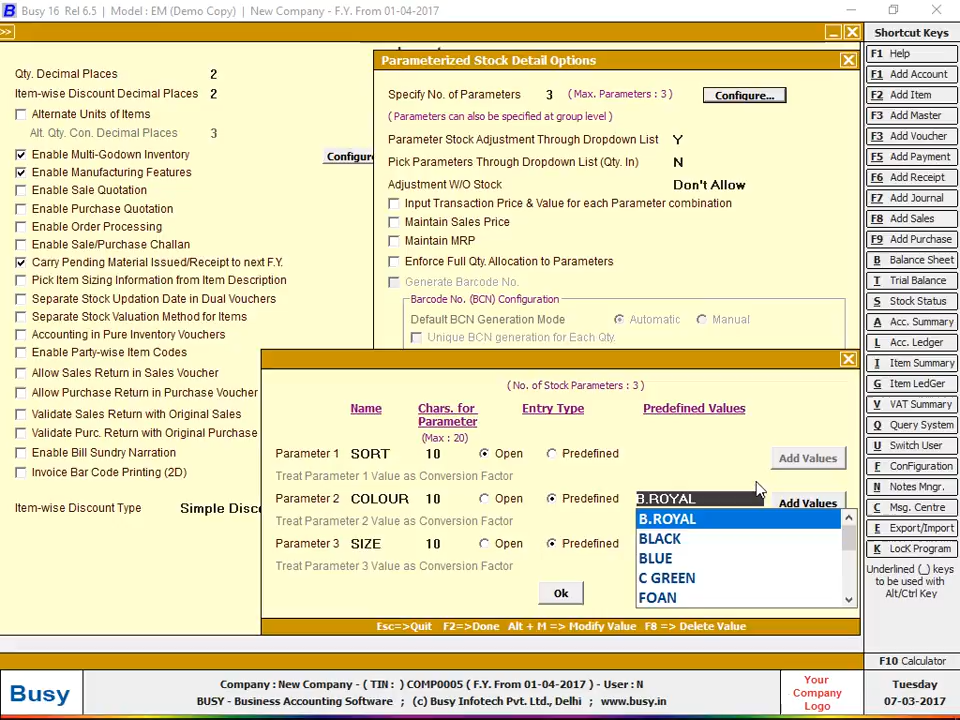 Busy 16 Rel 6.5 | Model : EM (Demo Copy) | New Company - F.Y. From 01-04-2017
>>
Qty. Decimal Places 2
Item-wise Discount Decimal Places 2
Alternate Units of Items
Alt. Qty. Con. Decimal Places 3
Enable Multi-Godown Inventory
Configure
Enable Manufacturing Features
Enable Sale Quotation
Enable Purchase Quotation
Enable Order Processing
Enable Sale/Purchase Challan
Carry Pending Material Issued/Receipt to next F.Y.
Pick Item Sizing Information from Item Description
Separate Stock Updation Date in Dual Vouchers
Separate Stock Valuation Method for Items
Accounting in Pure Inventory Vouchers
Enable Party-wise Item Codes
Allow Sales Return in Sales Voucher
Allow Purchase Return in Purchase Voucher
Validate Sales Return with Original Sales
Validate Purc. Return with Original Purchase
Enable Bill Sundry Narration
Invoice Bar Code Printing (2D)
Item-wise Discount Type Simple Disco
Parameterized Stock Detail Options
Specify No. of Parameters 3 ( Max. Parameters : 3 ) Configure...
( Parameters can also be specified at group level )
Parameter Stock Adjustment Through Dropdown List Y
Pick Parameters Through Dropdown List (Qty. In) N
Adjustment W/O Stock Don't Allow
Input Transaction Price & Value for each Parameter combination
Maintain Sales Price
Maintain MRP
Enforce Full Qty. Allocation to Parameters
Generate Barcode No.
Barcode No. (BCN) Configuration
Default BCN Generation Mode Automatic Manual
Unique BCN generation for Each Qty.
( No. of Stock Parameters : 3 )
Name Chars. for Parameter Entry Type Predefined Values
(Max : 20)
Parameter 1 SORT 10 Open Predefined Add Values
Treat Parameter 1 Value as Conversion Factor
Parameter 2 COLOUR 10 Open Predefined B.ROYAL Add Values
Treat Parameter 2 Value as Conversion Factor
Parameter 3 SIZE 10 Open Predefined
Treat Parameter 3 Value as Conversion Factor
B.ROYAL
BLACK
BLUE
C GREEN
FOAN
Ok
Esc=>Quit F2=>Done Alt + M => Modify Value F8 => Delete Value
Shortcut Keys
F1 Help
F1 Add Account
F2 Add Item
F3 Add Master
F3 Add Voucher
F5 Add Payment
F6 Add Receipt
F7 Add Journal
F8 Add Sales
F9 Add Purchase
B Balance Sheet
T Trial Balance
S Stock Status
A Acc. Summary
L Acc. Ledger
I Item Summary
G Item LedGer
V VAT Summary
Q Query System
U Switch User
F Configuration
N Notes Mngr.
C Msg. Centre
E Export/Import
K LocK Program
Underlined (_) keys
to be used with
Alt/Ctrl Key
F10 Calculator
Busy
Company : New Company - ( TIN : ) COMP0005 ( F.Y. From 01-04-2017 ) - User : N
BUSY - Business Accounting Software ; (c) Busy Infotech Pvt. Ltd., Delhi ; www.busy.in
Your
Company
Logo
Tuesday
07-03-2017